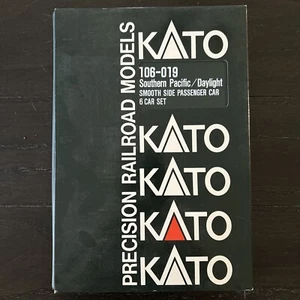 PRECISION RAILROAD MODELS
KATO
106-019
Southern Pacific/Daylight
SMOOTH SIDE PASSENGER CAR
6 CAR SET
KATO
KATO
KATO
KATO